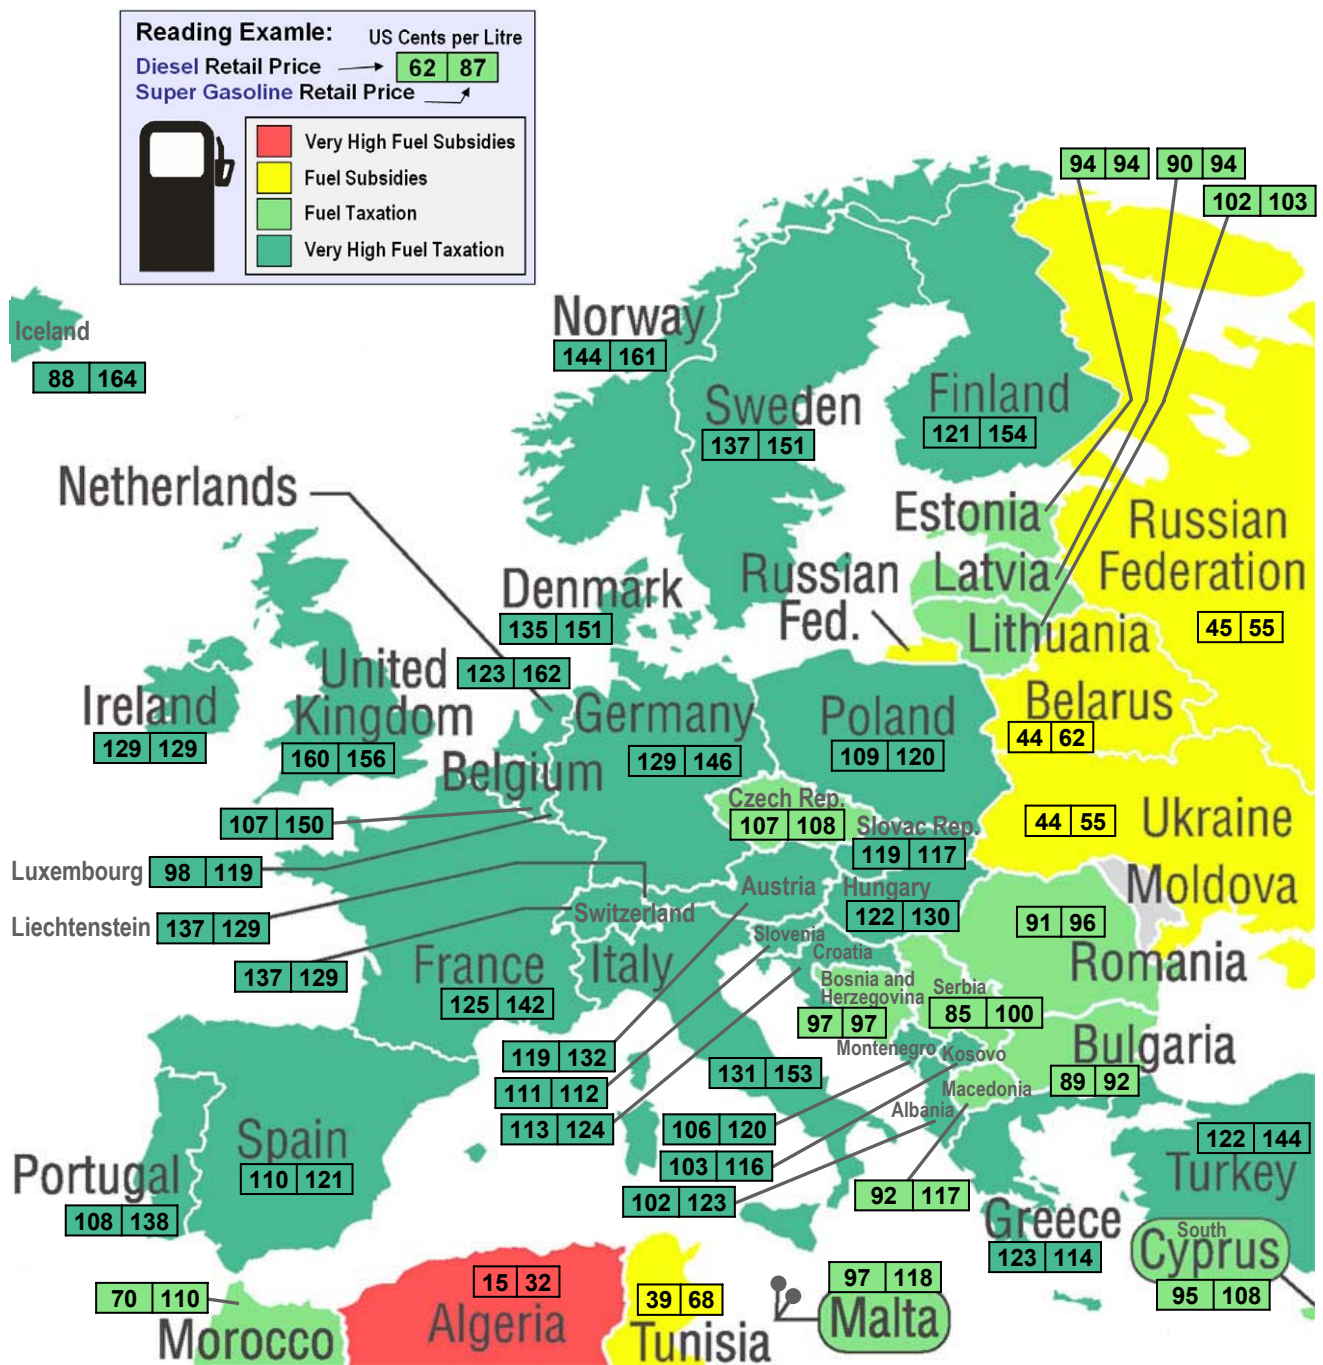 Reading Examle:
US Cents per Litre
Diesel Retail Price
62 87
Super Gasoline Retail Price
Very High Fuel Subsidies
Fuel Subsidies
Fuel Taxation
Very High Fuel Taxation
94 94
90 94
102 103
Iceland
88 164
Norway
144 161
Sweden
137 151
Finland
121 154
Netherlands
Estonia
Russian
Federation
45 55
Latvia
Lithuania
Russian
Fed.
Denmark
135 151
123 162
United
Kingdom
160 156
Ireland
129 129
Germany
129 146
Poland
109 120
Belarus
44 62
Belgium
107 150
Czech Rep.
107 108
Slovac Rep.
119 117
44 55
Ukraine
Luxembourg 98 119
Moldova
Austria
Hungary
122 130
Liechtenstein 137 129
Switzerland
91 96
Romania
137 129
France
125 142
Italy
Slovenia
Croatia
Bosnia and
Herzegovina
97 97
Serbia
85 100
Bulgaria
89 92
Montenegro
Kosovo
Macedonia
Albania
119 132
111 112
113 124
131 153
106 120
103 116
102 123
92 117
Spain
110 121
Portugal
108 138
122 144
Turkey
Greece
123 114
South
Cyprus
95 108
70 110
Morocco
15 32
Algeria
39 68
Tunisia
97 118
Malta